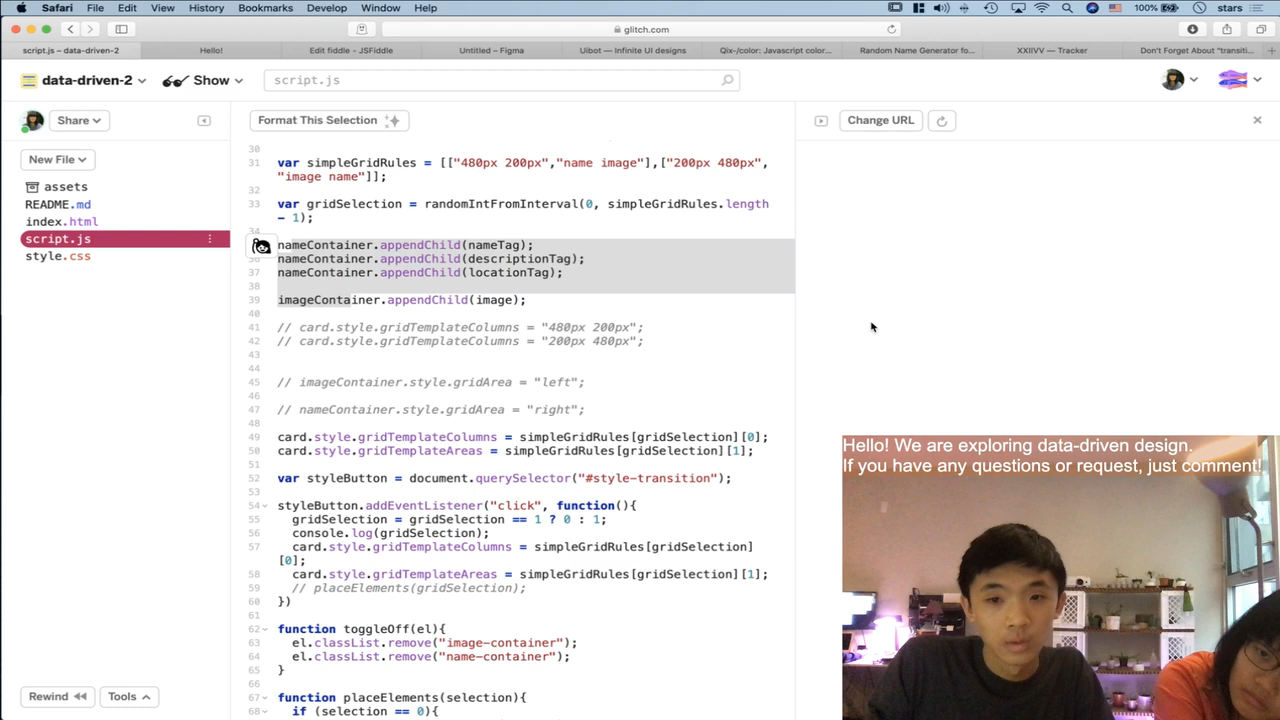 Safari File Edit View History Bookmarks Develop Window Help 100% stars
glitch.com
script.js – data-driven-2 Hello! Edit fiddle - JSFiddle Untitled – Figma Uibot — Infinite UI designs Qix-/color: Javascript color... Random Name Generator fo... XXIIVV — Tracker Don't Forget About "transiti...
data-driven-2 Show script.js
Share Format This Selection Change URL
New File
assets
README.md
index.html
script.js
style.css
30
31 var simpleGridRules = [["480px 200px","name image"],["200px 480px",
"image name"]];
32
33 var gridSelection = randomIntFromInterval(0, simpleGridRules.length
- 1);
34
nameContainer.appendChild(nameTag);
36 nameContainer.appendChild(descriptionTag);
37 nameContainer.appendChild(locationTag);
38
39 imageContainer.appendChild(image);
40
41 // card.style.gridTemplateColumns = "480px 200px";
42 // card.style.gridTemplateColumns = "200px 480px";
43
44
45 // imageContainer.style.gridArea = "left";
46
47 // nameContainer.style.gridArea = "right";
48
49 card.style.gridTemplateColumns = simpleGridRules[gridSelection][0];
50 card.style.gridTemplateAreas = simpleGridRules[gridSelection][1];
51
52 var styleButton = document.querySelector("#style-transition");
53
54 styleButton.addEventListener("click", function(){
55 gridSelection = gridSelection == 1 ? 0 : 1;
56 console.log(gridSelection);
57 card.style.gridTemplateColumns = simpleGridRules[gridSelection]
[0];
58 card.style.gridTemplateAreas = simpleGridRules[gridSelection][1];
59 // placeElements(gridSelection);
60 })
61
62 function toggleOff(el){
63 el.classList.remove("image-container");
64 el.classList.remove("name-container");
65 }
66
67 function placeElements(selection){
68 if (selection == 0){
Rewind Tools
Hello! We are exploring data-driven design.
If you have any questions or request, just comment!